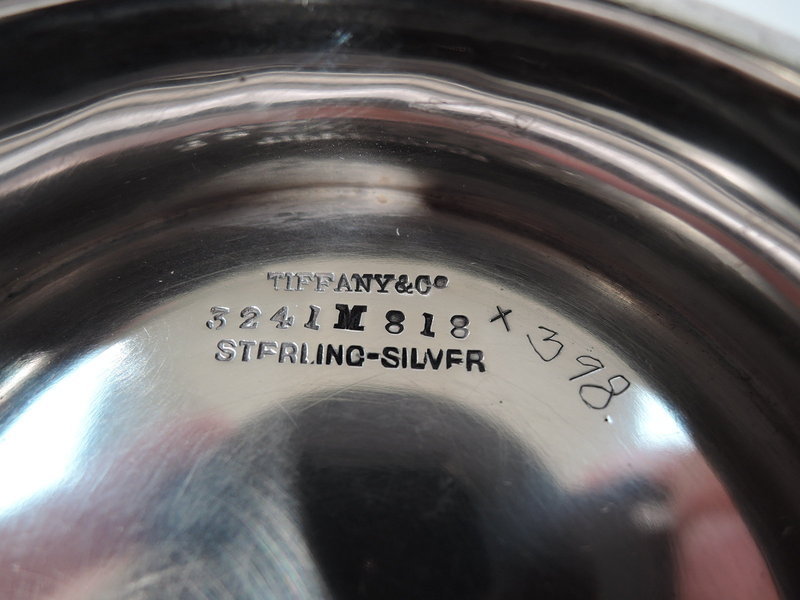 TIFFANY&Co
3241 M 818
STERLING-SILVER
x 398.